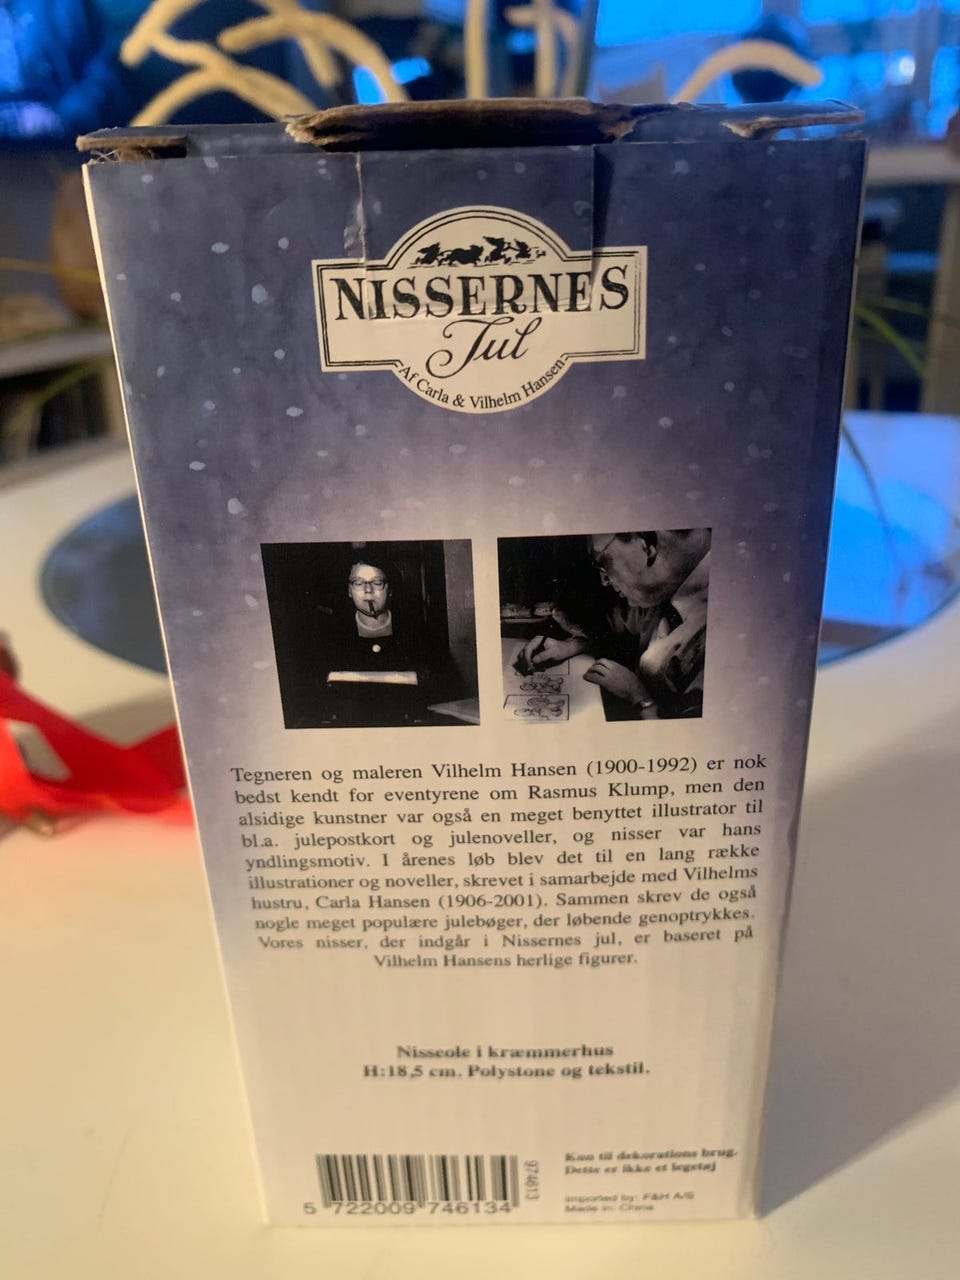 NISSERNES
Jul
Af Carla & Vilhelm Hansen
Tegneren og maleren Vilhelm Hansen (1900-1992) er nok
bedst kendt for eventyrene om Rasmus Klump, men den
alsidige kunstner var også en meget benyttet illustrator til
bl.a. julepostkort og julenoveller, og nisser var hans
yndlingsmotiv. I årenes løb blev det til en lang række
illustrationer og noveller, skrevet i samarbejde med Vilhelms
hustru, Carla Hansen (1906-2001). Sammen skrev de også
nogle meget populære julebøger, der løbende genoptrykkes.
Vores nisser, der indgår i Nissernes jul, er baseret på
Vilhelm Hansens herlige figurer.
Nisseole i kræmmerhus
H:18,5 cm. Polystone og tekstil.
5 722009 746134
974613
Kun til dekorations brug.
Dette er ikke et legetøj
Imported by: F&H A/S
Made in: China